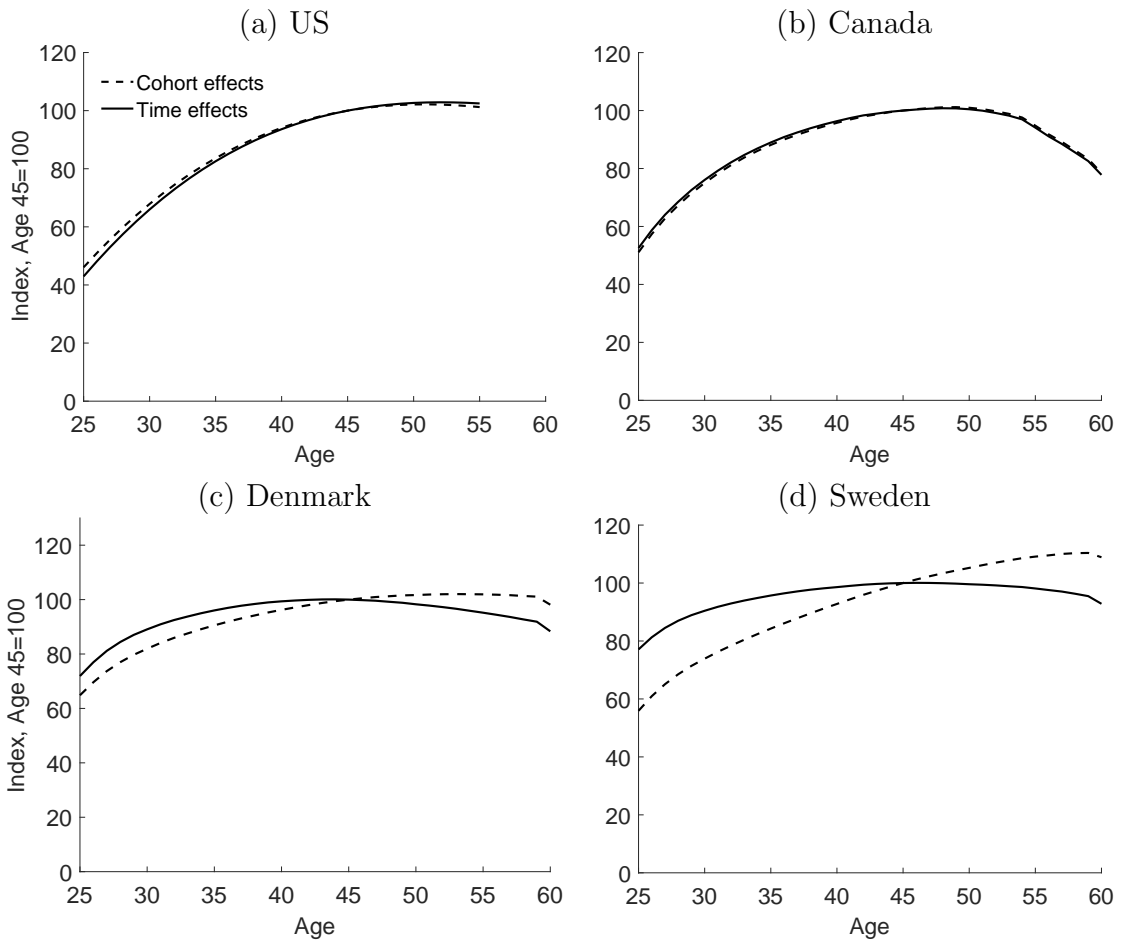 (a) US
120
100
80
60
40
20
0
Index, Age 45=100
Cohort effects
Time effects
25 30 35 40 45 50 55 60
Age
(b) Canada
120
100
80
60
40
20
0
25 30 35 40 45 50 55 60
Age
(c) Denmark
120
100
80
60
40
20
0
Index, Age 45=100
25 30 35 40 45 50 55 60
Age
(d) Sweden
120
100
80
60
40
20
0
25 30 35 40 45 50 55 60
Age